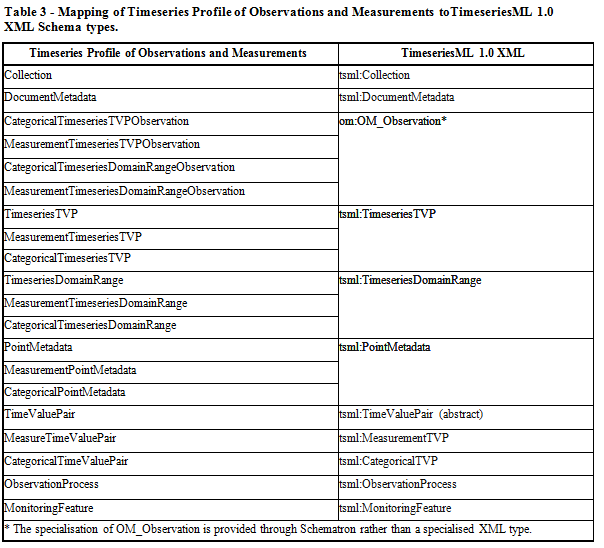 Table 3 - Mapping of Timeseries Profile of Observations and Measurements toTimeseriesML 1.0
XML Schema types.
Timeseries Profile of Observations and Measurements TimeseriesML 1.0 XML
Collection tsml:Collection
DocumentMetadata tsml:DocumentMetadata
CategoricalTimeseriesTVPObservation om:OM_Observation*
MeasurementTimeseriesTVPObservation
CategoricalTimeseriesDomainRangeObservation
MeasurementTimeseriesDomainRangeObservation
TimeseriesTVP tsml:TimeseriesTVP
MeasurementTimeseriesTVP
CategoricalTimeseriesTVP
TimeseriesDomainRange tsml:TimeseriesDomainRange
MeasurementTimeseriesDomainRange
CategoricalTimeseriesDomainRange
PointMetadata tsml:PointMetadata
MeasurementPointMetadata
CategoricalPointMetadata
TimeValuePair tsml:TimeValuePair (abstract)
MeasureTimeValuePair tsml:MeasurementTVP
CategoricalTimeValuePair tsml:CategoricalTVP
ObservationProcess tsml:ObservationProcess
MonitoringFeature tsml:MonitoringFeature
* The specialisation of OM_Observation is provided through Schematron rather than a specialised XML type.